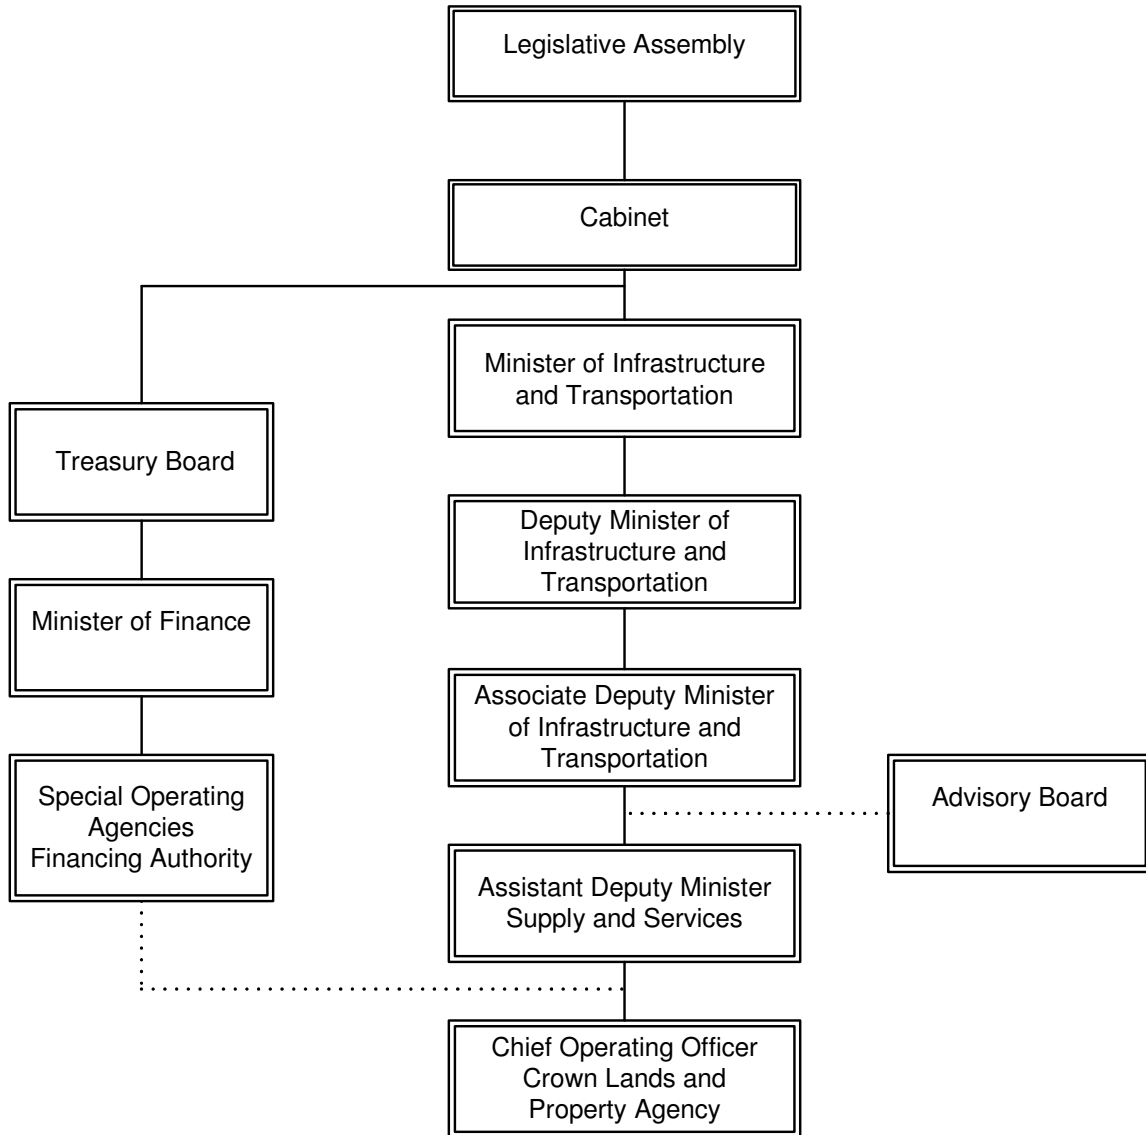 Legislative Assembly
Cabinet
Minister of Infrastructure
and Transportation
Treasury Board
Deputy Minister of
Infrastructure and
Transportation
Minister of Finance
Associate Deputy Minister
of Infrastructure and
Transportation
Special Operating
Agencies
Financing Authority
Advisory Board
Assistant Deputy Minister
Supply and Services
Chief Operating Officer
Crown Lands and
Property Agency